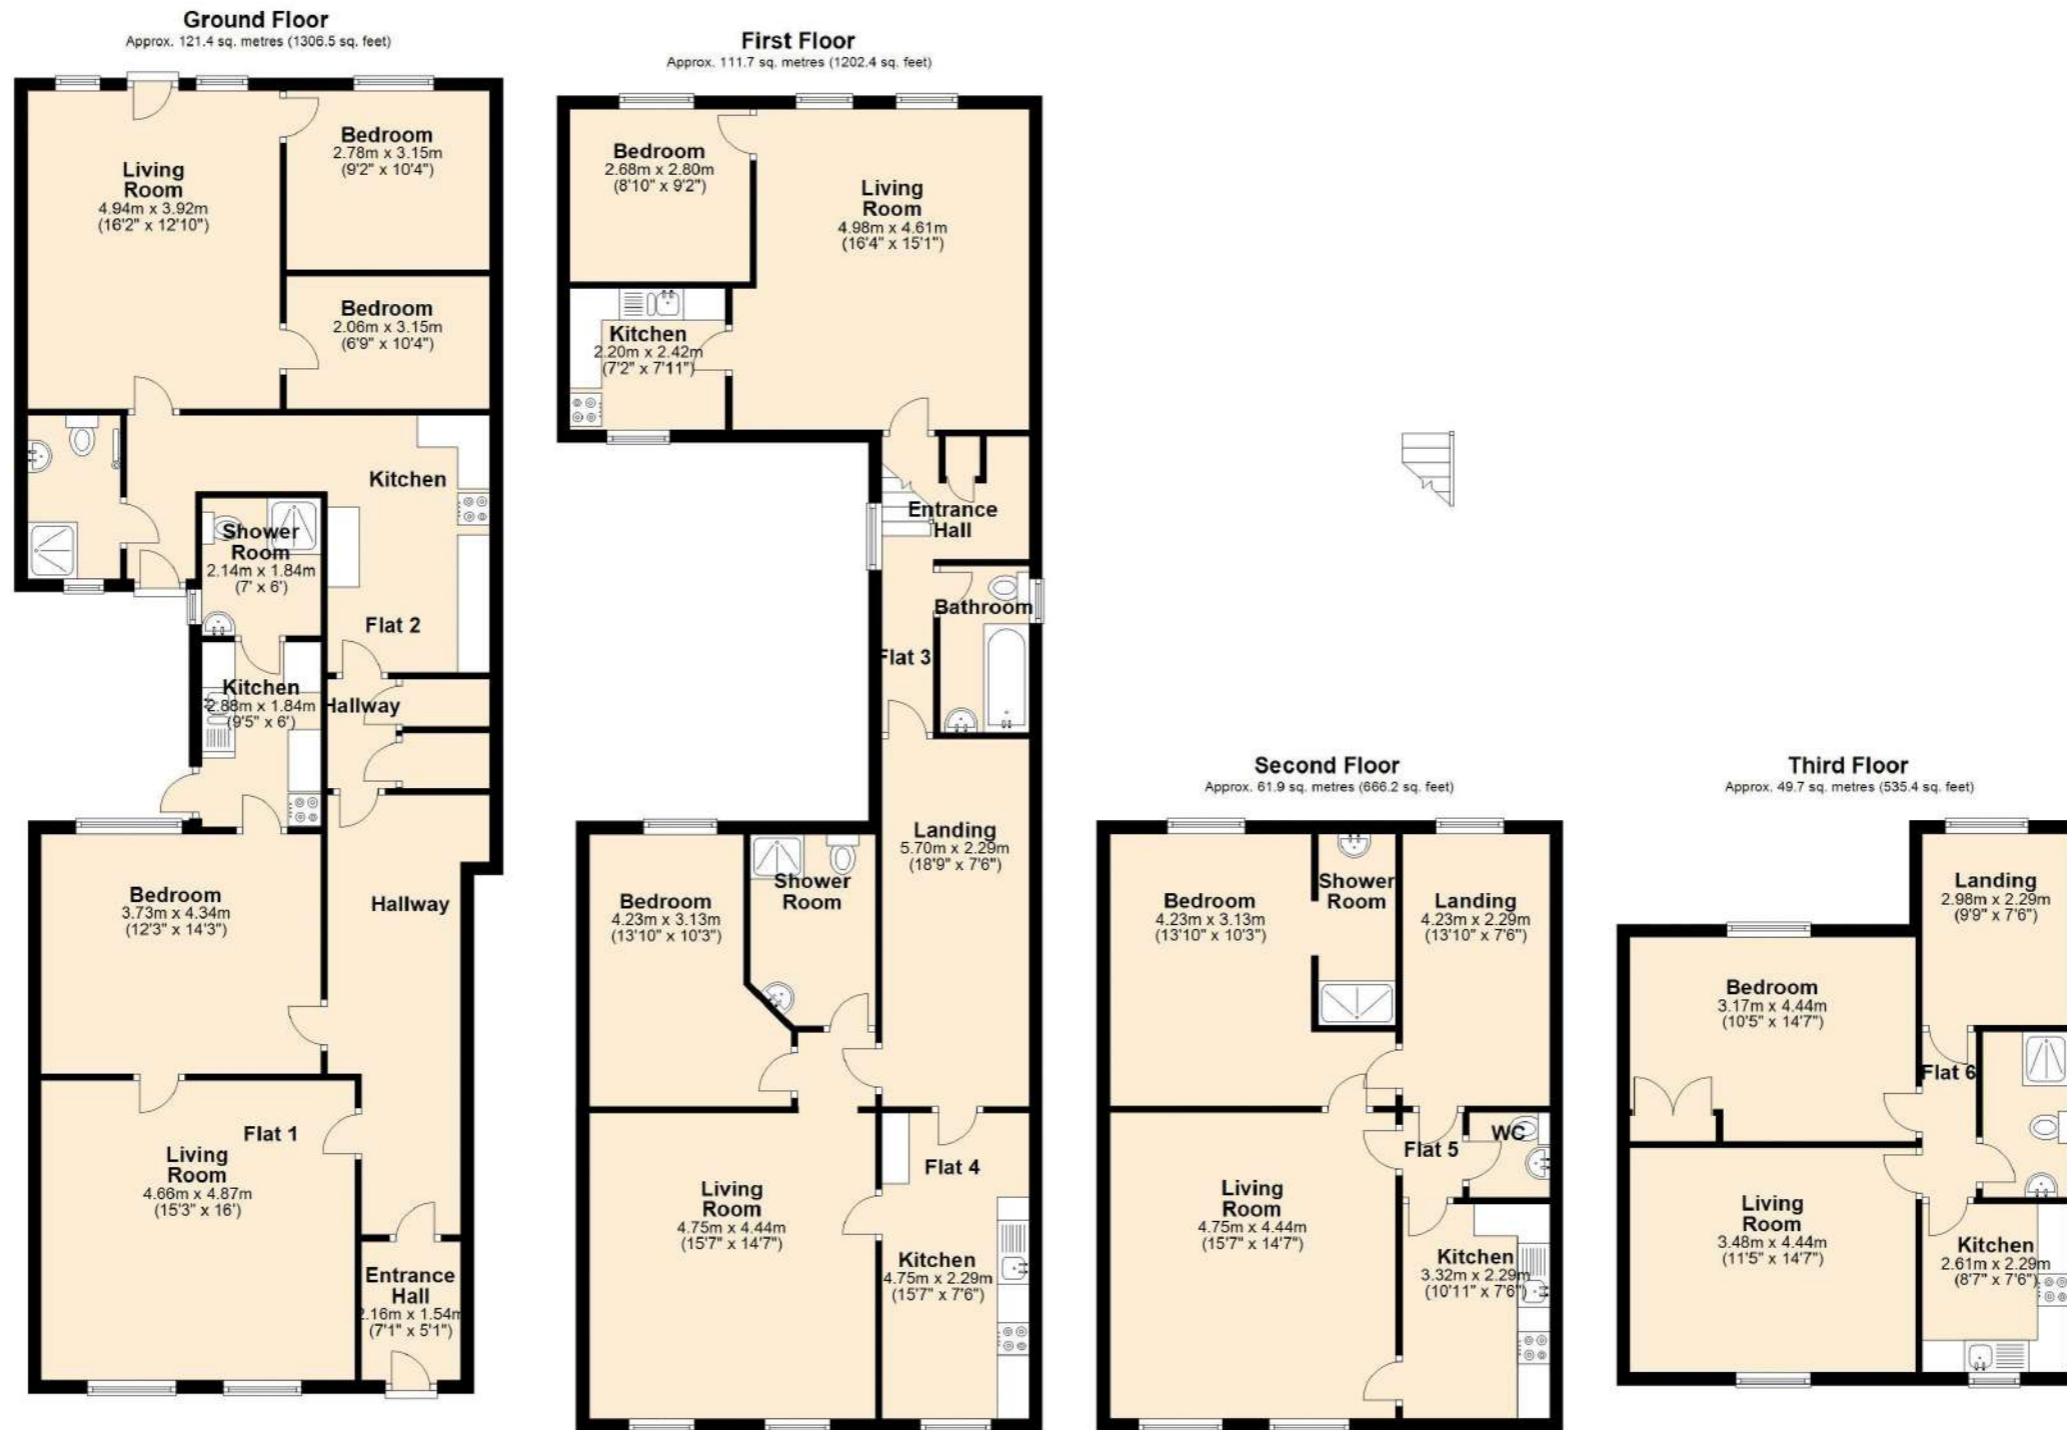 Ground Floor
Approx. 121.4 sq. metres (1306.5 sq. feet)
Living
Room
4.94m x 3.92m
(16'2" x 12'10")
Bedroom
2.78m x 3.15m
(9'2" x 10'4")
Bedroom
2.06m x 3.15m
(6'9" x 10'4")
Kitchen
Shower
Room
2.14m x 1.84m
(7' x 6')
Flat 2
Kitchen
2.88m x 1.84m
(9'5" x 6')
Hallway
Bedroom
3.73m x 4.34m
(12'3" x 14'3")
Hallway
Flat 1
Living
Room
4.66m x 4.87m
(15'3" x 16')
Entrance
Hall
2.16m x 1.54m
(7'1" x 5'1")
First Floor
Approx. 111.7 sq. metres (1202.4 sq. feet)
Bedroom
2.68m x 2.80m
(8'10" x 9'2")
Living
Room
4.98m x 4.61m
(16'4" x 15'1")
Kitchen
2.20m x 2.42m
(7'2" x 7'11")
Entrance
Hall
Bathroom
Flat 3
Landing
5.70m x 2.29m
(18'9" x 7'6")
Bedroom
4.23m x 3.13m
(13'10" x 10'3")
Shower
Room
Flat 4
Living
Room
4.75m x 4.44m
(15'7" x 14'7")
Kitchen
4.75m x 2.29m
(15'7" x 7'6")
Second Floor
Approx. 61.9 sq. metres (666.2 sq. feet)
Bedroom
4.23m x 3.13m
(13'10" x 10'3")
Shower
Room
Landing
4.23m x 2.29m
(13'10" x 7'6")
WC
Flat 5
Living
Room
4.75m x 4.44m
(15'7" x 14'7")
Kitchen
3.32m x 2.29m
(10'11" x 7'6")
Third Floor
Approx. 49.7 sq. metres (535.4 sq. feet)
Landing
2.98m x 2.29m
(9'9" x 7'6")
Bedroom
3.17m x 4.44m
(10'5" x 14'7")
Flat 6
Living
Room
3.48m x 4.44m
(11'5" x 14'7")
Kitchen
2.61m x 2.29m
(8'7" x 7'6")